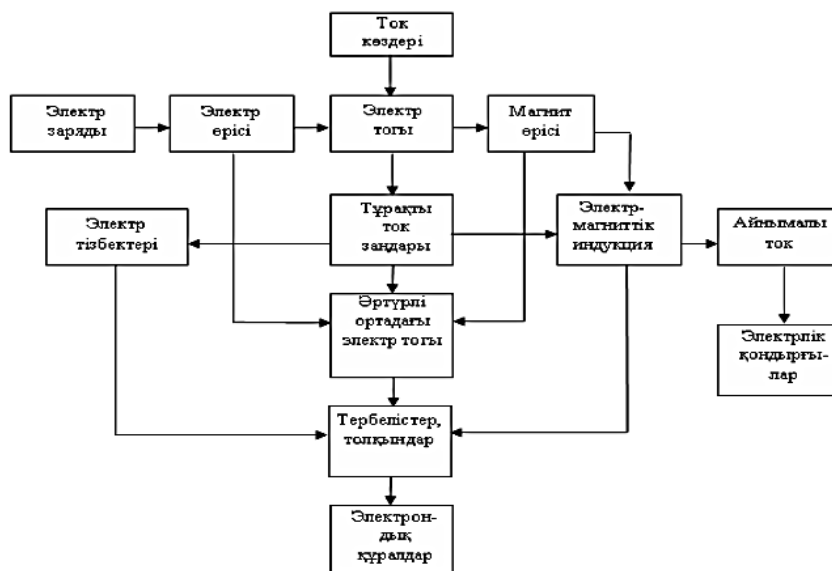 Ток
көздері
Электр
заряды
Электр
өрісі
Электр
тогы
Магнит
өрісі
Электр
тізбектері
Тұрақты
ток
заңдары
Электр-
магниттік
индукция
Айнымалы
ток
Әртүрлі
ортадағы
электр тогы
Электрлік
қондырғы-
лар
Тербелістер,
толқындар
Электрон-
дық
құралдар